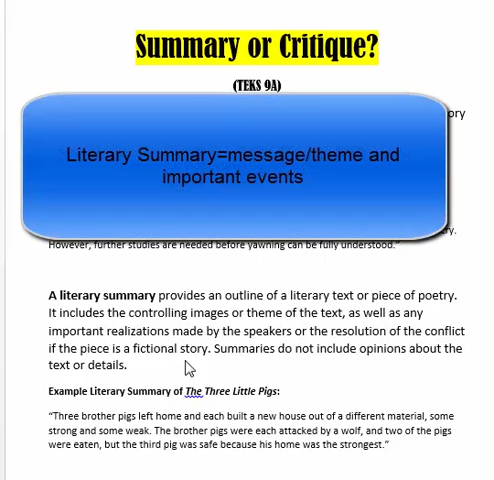 Summary or Critique?
(TEKS 9A)
ory
Literary Summary=message/theme and
important events
ry.
However, further studies are needed before yawning can be fully understood."
A literary summary provides an outline of a literary text or piece of poetry.
It includes the controlling images or theme of the text, as well as any
important realizations made by the speakers or the resolution of the conflict
if the piece is a fictional story. Summaries do not include opinions about the
text or details.
Example Literary Summary of The Three Little Pigs:
"Three brother pigs left home and each built a new house out of a different material, some
strong and some weak. The brother pigs were each attacked by a wolf, and two of the pigs
were eaten, but the third pig was safe because his home was the strongest."